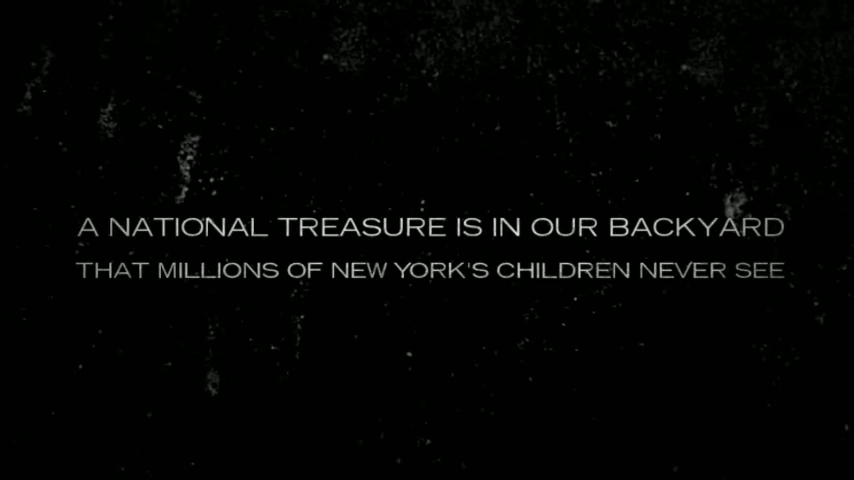 A NATIONAL TREASURE IS IN OUR BACKYARD
THAT MILLIONS OF NEW YORK'S CHILDREN NEVER SEE